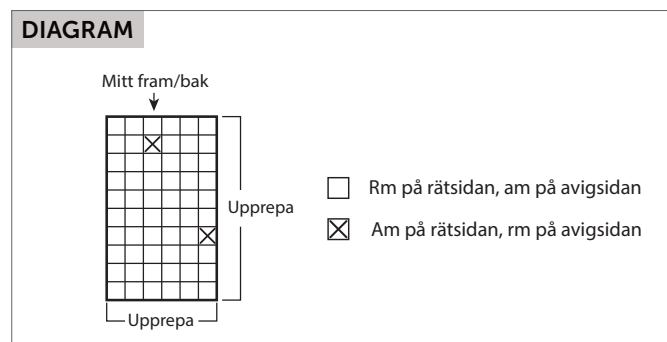 DIAGRAM
Mitt fram/bak
Upprepa
Rm på rätsidan, am på avigsidan
Am på rätsidan, rm på avigsidan
Upprepa